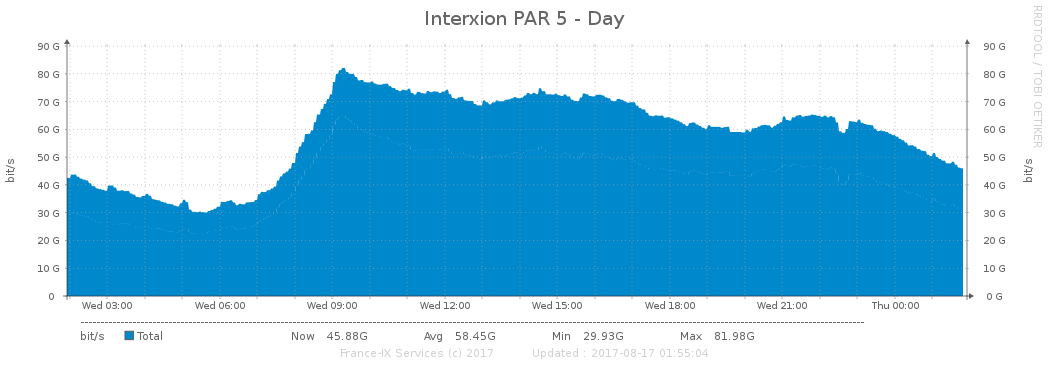 Interxion PAR 5 - Day
RRDTOOL / TOBI OETIKER
90 G 90 G
80 G 80 G
70 G 70 G
60 G 60 G
50 G 50 G
40 G 40 G
30 G 30 G
20 G 20 G
10 G 10 G
0 0 G
bit/s
bit/s
Wed 03:00 Wed 06:00 Wed 09:00 Wed 12:00 Wed 15:00 Wed 18:00 Wed 21:00 Thu 00:00
bit/s Total Now 45.88G Avg 58.45G Min 29.93G Max 81.98G
France-IX Services (c) 2017 Updated : 2017-08-17 01:55:04